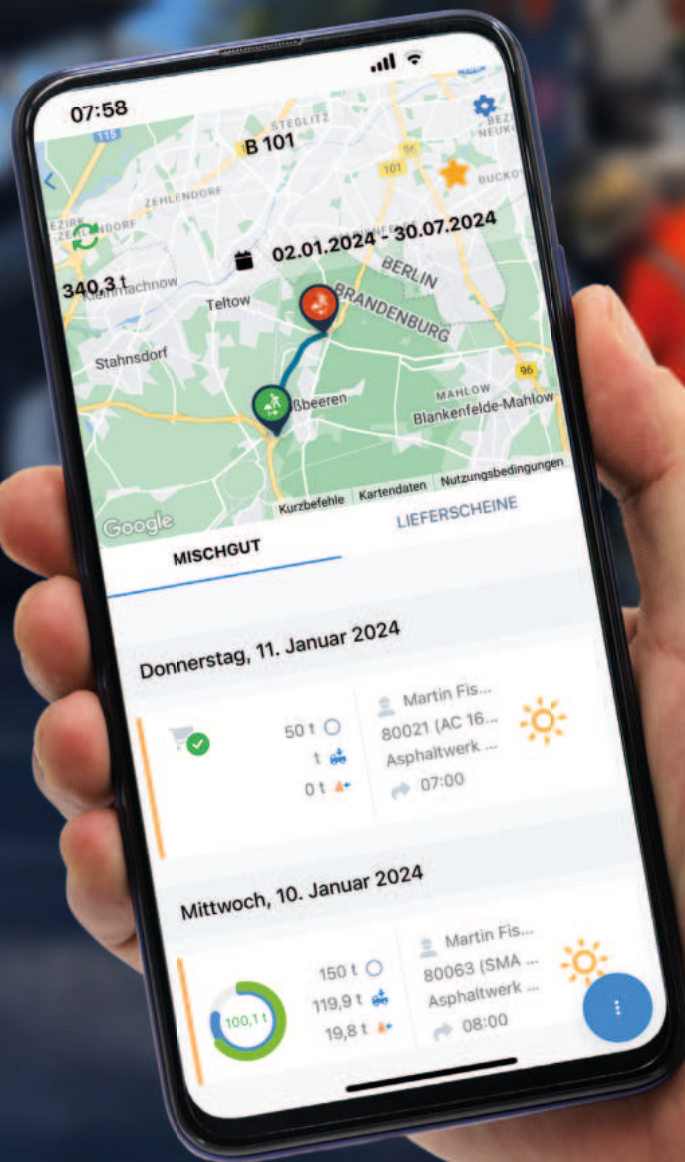 07:58
115
STEGLITZ
B 101
96
101
NEUK
BUCKO
ZEHLENDORF
340,3 t
02.01.2024 - 30.07.2024
Kleinmachnow
Teltow
BERLIN
BRANDENBURG
Stahnsdorf
96
ßbeeren
MAHLOW
Blankenfelde-Mahlow
Google
Kurzbefehle Kartendaten Nutzungsbedingungen
MISCHGUT
LIEFERSCHEINE
Donnerstag, 11. Januar 2024
50 t
t
0 t
Martin Fis...
80021 (AC 16...
Asphaltwerk ...
07:00
Mittwoch, 10. Januar 2024
100,1 t
150 t
119,9 t
19,8 t
Martin Fis...
80063 (SMA ...
Asphaltwerk ...
08:00